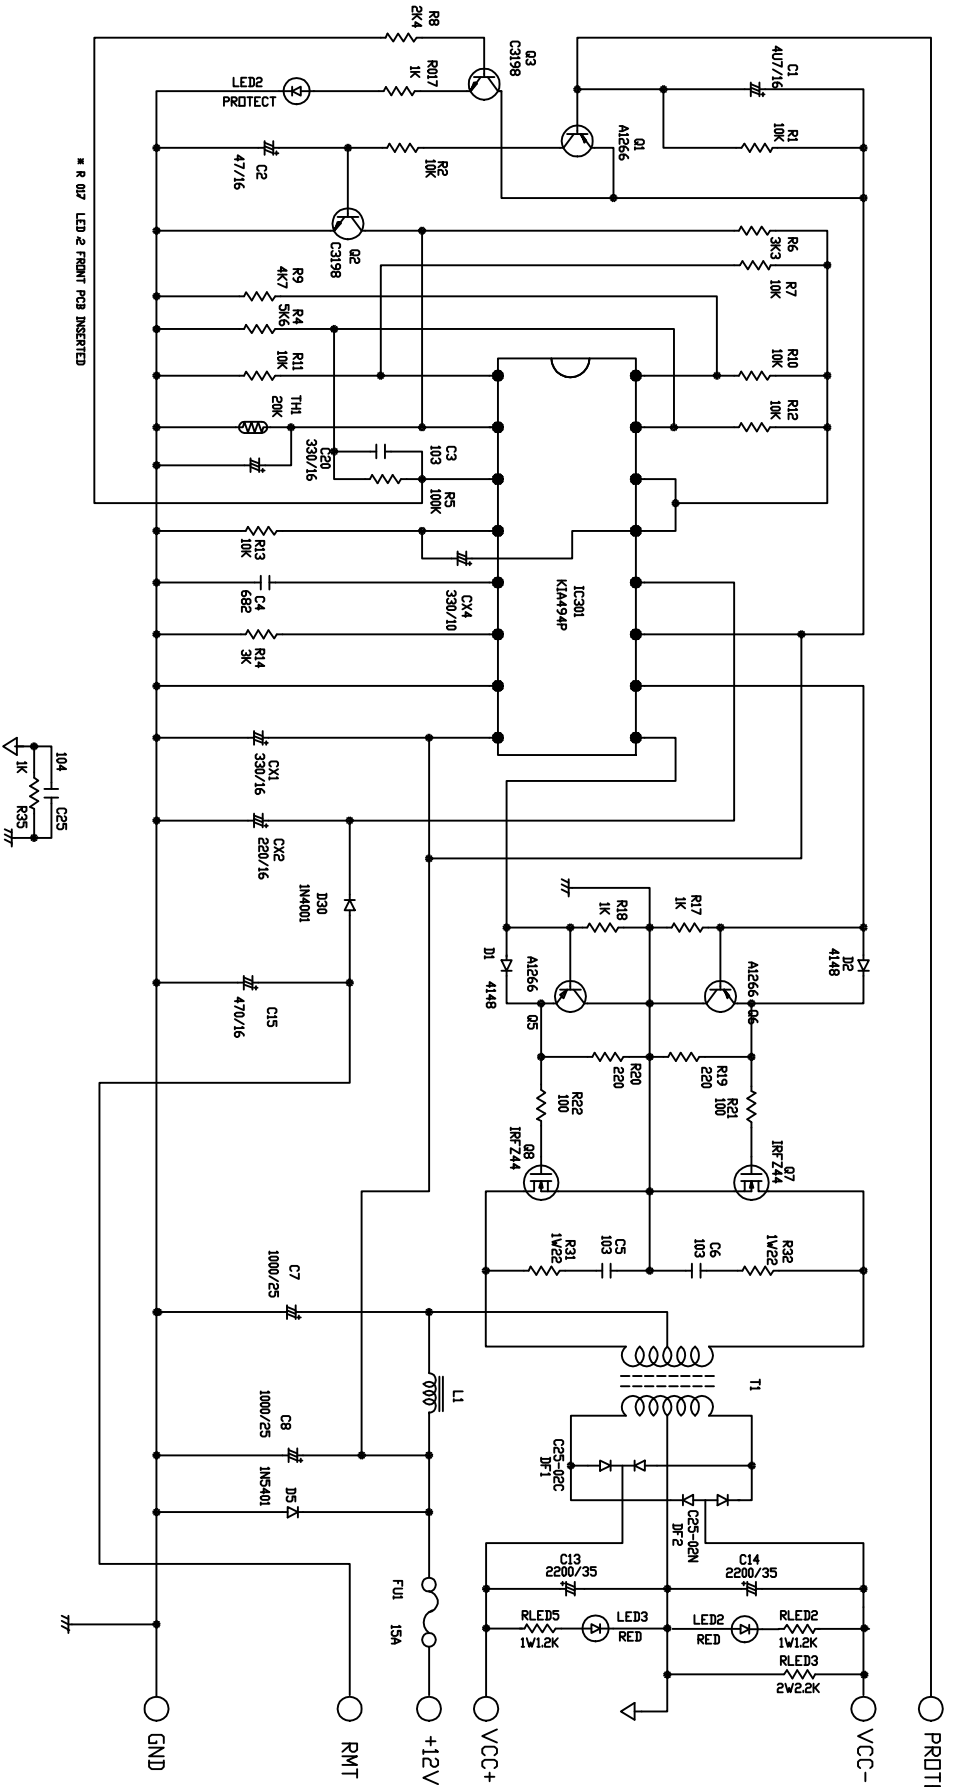 R8
2K4
Q3
C3198
R017
1K
LED2
PROTECT
C1
4U7/16
R1
10K
Q1
A1266
R2
10K
C2
47/16
Q2
C3198
* R 017 LED 2 FRONT PCB INSERTED
R6
3K3
R7
10K
R9
4K7
R4
5K6
R11
10K
R10
10K
R12
10K
TH1
20K
C20
330/16
C3
103
R5
100K
R13
10K
C4
682
R14
3K
CX4
330/10
IC301
KIA494P
CX1
330/16
CX2
220/16
D30
1N4001
C15
470/16
104
C25
1K
R35
R18
1K
R17
1K
D1
4148
D2
4148
A1266
Q5
A1266
Q6
R20
220
R19
220
R22
100
R21
100
Q8
IRFZ44
Q7
IRFZ44
R31
1W22
C5
103
C6
103
R32
1W22
C7
1000/25
L1
T1
C8
1000/25
D5
1N5401
C25-02C
DF1
C25-02N
DF2
C13
2200/35
C14
2200/35
FU1
15A
RLED5
1W1.2K
LED3
RED
LED2
RED
RLED2
1W1.2K
RLED3
2W2.2K
GND
RMT
+12V
VCC+
VCC-
PROTE